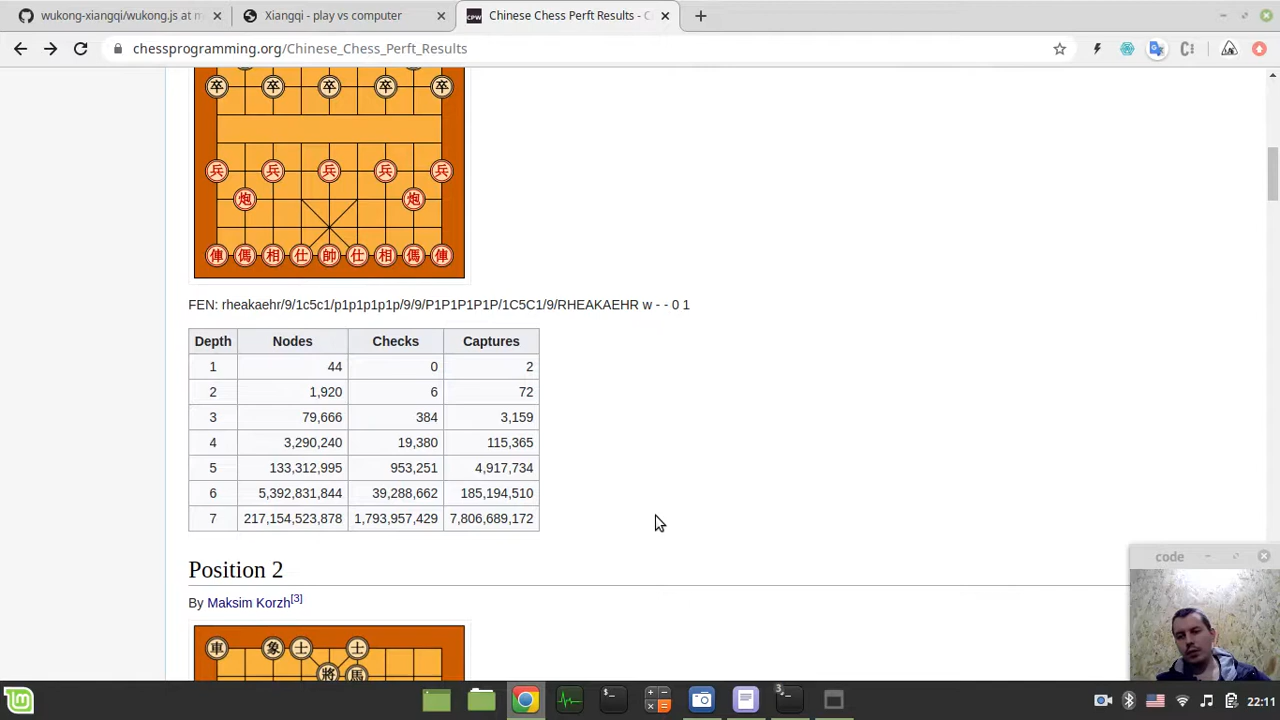 wukong-xiangqi/wukong.js at m
Xiangqi - play vs computer
Chinese Chess Perft Results - C
chessprogramming.org/Chinese_Chess_Perft_Results
卒 卒 卒 卒 卒
兵 兵 兵 兵 兵
炮 炮
俥 傌 相 仕 帥 仕 相 傌 俥
FEN: rheakaehr/9/1c5c1/p1p1p1p1p/9/9/P1P1P1P1P/1C5C1/9/RHEAKAEHR w - - 0 1
Depth Nodes Checks Captures
1 44 0 2
2 1,920 6 72
3 79,666 384 3,159
4 3,290,240 19,380 115,365
5 133,312,995 953,251 4,917,734
6 5,392,831,844 39,288,662 185,194,510
7 217,154,523,878 1,793,957,429 7,806,689,172
Position 2
By Maksim Korzh[3]
車 象 士 士
將 馬
code
3
22:11